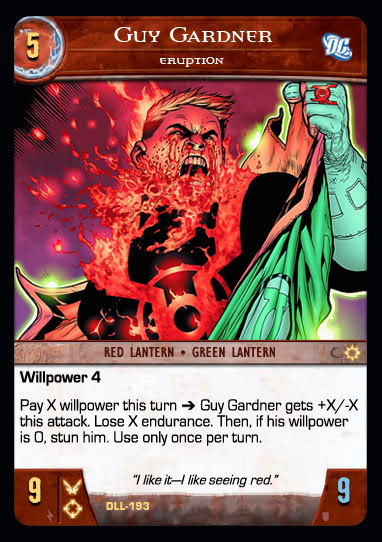 5
GUY GARDNER
DC
ERUPTION
RED LANTERN • GREEN LANTERN
C
Willpower 4
Pay X willpower this turn ➔ Guy Gardner gets +X/-X
this attack. Lose X endurance. Then, if his willpower
is 0, stun him. Use only once per turn.
"I like it—I like seeing red."
9
DLL-193
9